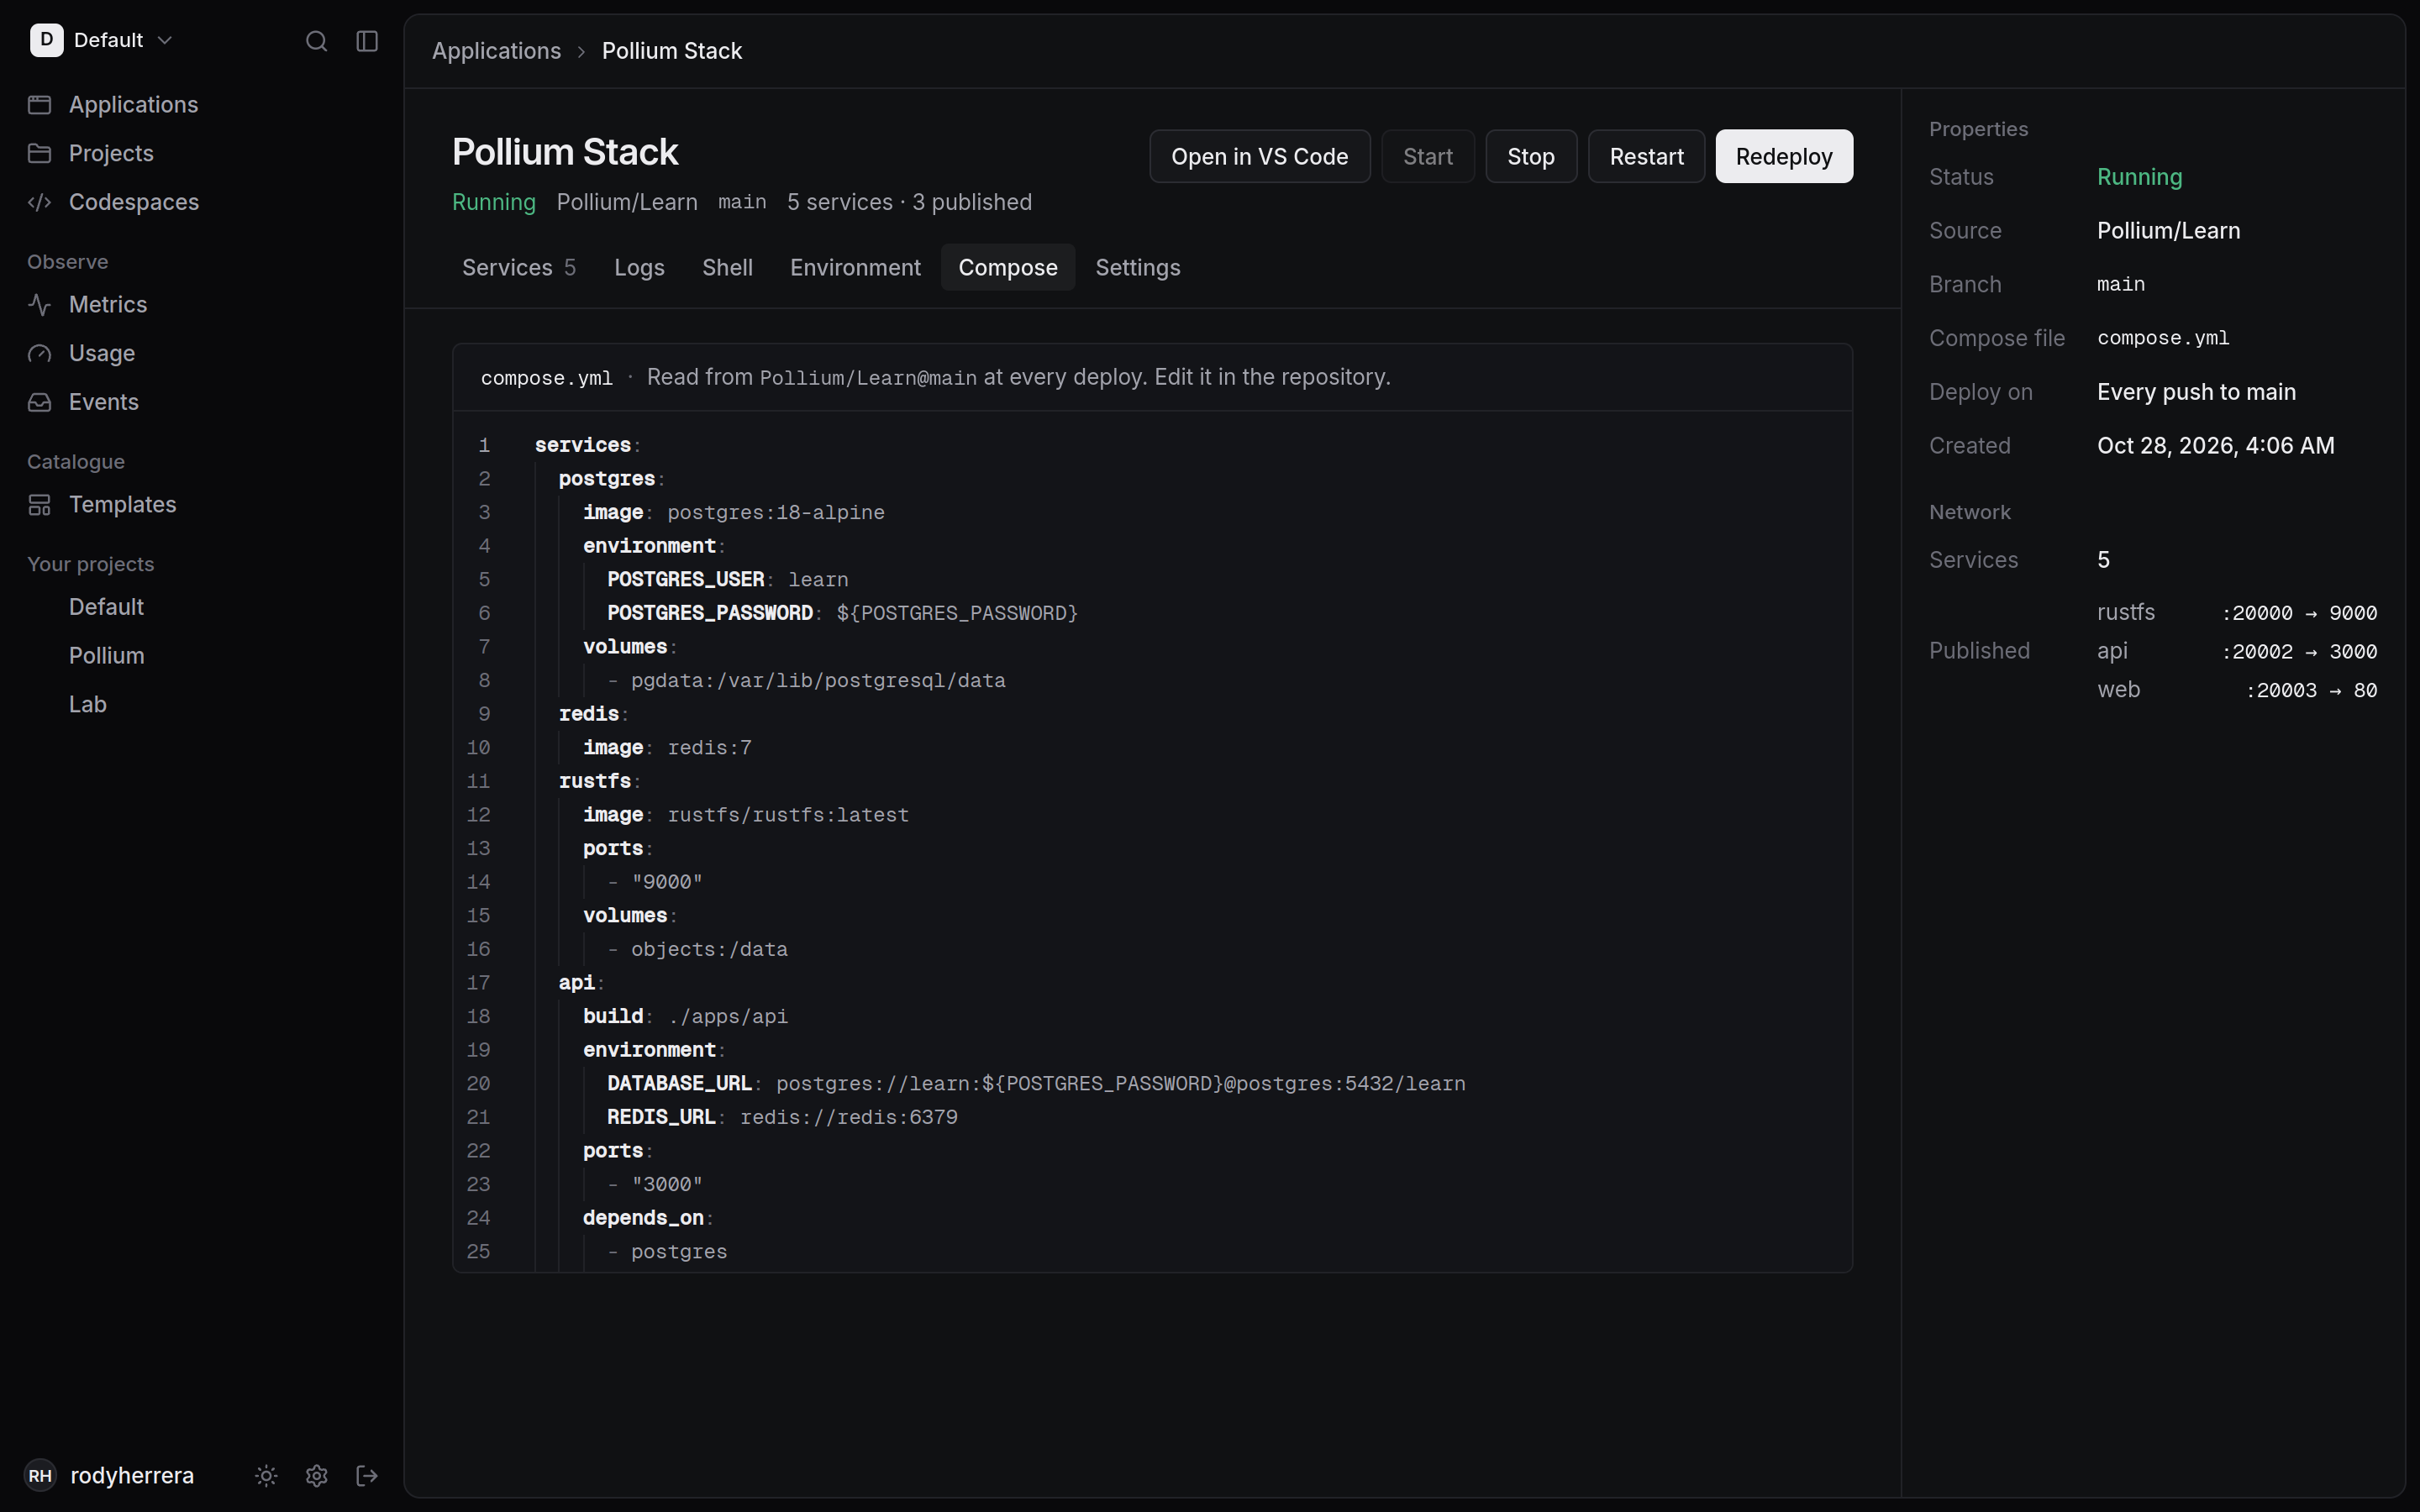 D Default
Applications
Projects
Codespaces
Observe
Metrics
Usage
Events
Catalogue
Templates
Your projects
Default
Pollium
Lab
RH rodyherrera
Applications › Pollium Stack
Pollium Stack
Open in VS Code Start Stop Restart Redeploy
Running Pollium/Learn main 5 services · 3 published
Services 5 Logs Shell Environment Compose Settings
compose.yml · Read from Pollium/Learn@main at every deploy. Edit it in the repository.
1 services:
2 postgres:
3 image: postgres:18-alpine
4 environment:
5 POSTGRES_USER: learn
6 POSTGRES_PASSWORD: ${POSTGRES_PASSWORD}
7 volumes:
8 - pgdata:/var/lib/postgresql/data
9 redis:
10 image: redis:7
11 rustfs:
12 image: rustfs/rustfs:latest
13 ports:
14 - "9000"
15 volumes:
16 - objects:/data
17 api:
18 build: ./apps/api
19 environment:
20 DATABASE_URL: postgres://learn:${POSTGRES_PASSWORD}@postgres:5432/learn
21 REDIS_URL: redis://redis:6379
22 ports:
23 - "3000"
24 depends_on:
25 - postgres
Properties
Status Running
Source Pollium/Learn
Branch main
Compose file compose.yml
Deploy on Every push to main
Created Oct 28, 2026, 4:06 AM
Network
Services 5
rustfs :20000 → 9000
Published api :20002 → 3000
web :20003 → 80